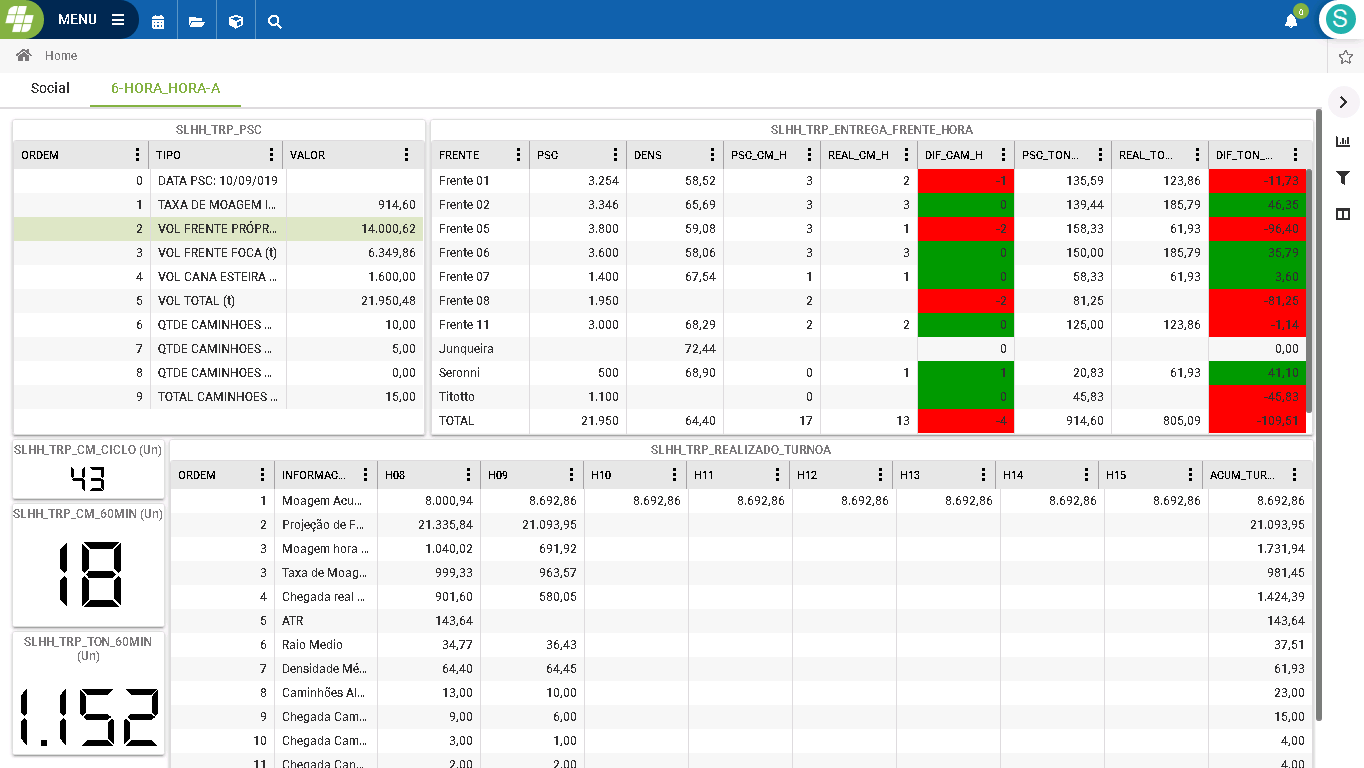 MENU
0
S
Home
Social 6-HORA_HORA-A
SLHH_TRP_PSC
ORDEM TIPO VALOR
0 DATA PSC: 10/09/019
1 TAXA DE MOAGEM I... 914,60
2 VOL FRENTE PRÓPR... 14.000,62
3 VOL FRENTE FOCA (t) 6.349,86
4 VOL CANA ESTEIRA ... 1.600,00
5 VOL TOTAL (t) 21.950,48
6 QTDE CAMINHOES ... 10,00
7 QTDE CAMINHOES ... 5,00
8 QTDE CAMINHOES ... 0,00
9 TOTAL CAMINHOES ... 15,00
SLHH_TRP_ENTREGA_FRENTE_HORA
FRENTE PSC DENS PSC_CM_H REAL_CM_H DIF_CAM_H PSC_TON... REAL_TO... DIF_TON_...
Frente 01 3.254 58,52 3 2 -1 135,59 123,86 -11,73
Frente 02 3.346 65,69 3 3 0 139,44 185,79 46,35
Frente 05 3.800 59,08 3 1 -2 158,33 61,93 -96,40
Frente 06 3.600 58,06 3 3 0 150,00 185,79 35,79
Frente 07 1.400 67,54 1 1 0 58,33 61,93 3,60
Frente 08 1.950 2 -2 81,25 -81,25
Frente 11 3.000 68,29 2 2 0 125,00 123,86 -1,14
Junqueira 72,44 0 0,00
Seronni 500 68,90 0 1 1 20,83 61,93 41,10
Titotto 1.100 0 0 45,83 -45,83
TOTAL 21.950 64,40 17 13 -4 914,60 805,09 -109,51
SLHH_TRP_CM_CICLO (Un)
43
SLHH_TRP_CM_60MIN (Un)
18
SLHH_TRP_TON_60MIN
(Un)
1.152
SLHH_TRP_REALIZADO_TURNOA
ORDEM INFORMAC... H08 H09 H10 H11 H12 H13 H14 H15 ACUM_TUR...
1 Moagem Acu... 8.000,94 8.692,86 8.692,86 8.692,86 8.692,86 8.692,86 8.692,86 8.692,86 8.692,86
2 Projeção de F... 21.335,84 21.093,95 21.093,95
3 Moagem hora ... 1.040,02 691,92 1.731,94
3 Taxa de Moag... 999,33 963,57 981,45
4 Chegada real ... 901,60 580,05 1.424,39
5 ATR 143,64 143,64
6 Raio Medio 34,77 36,43 37,51
7 Densidade Mé... 64,40 64,45 61,93
8 Caminhões Al... 13,00 10,00 23,00
9 Chegada Cam... 9,00 6,00 15,00
10 Chegada Cam... 3,00 1,00 4,00
11 Chegada Can... 2,00 2,00 4,00